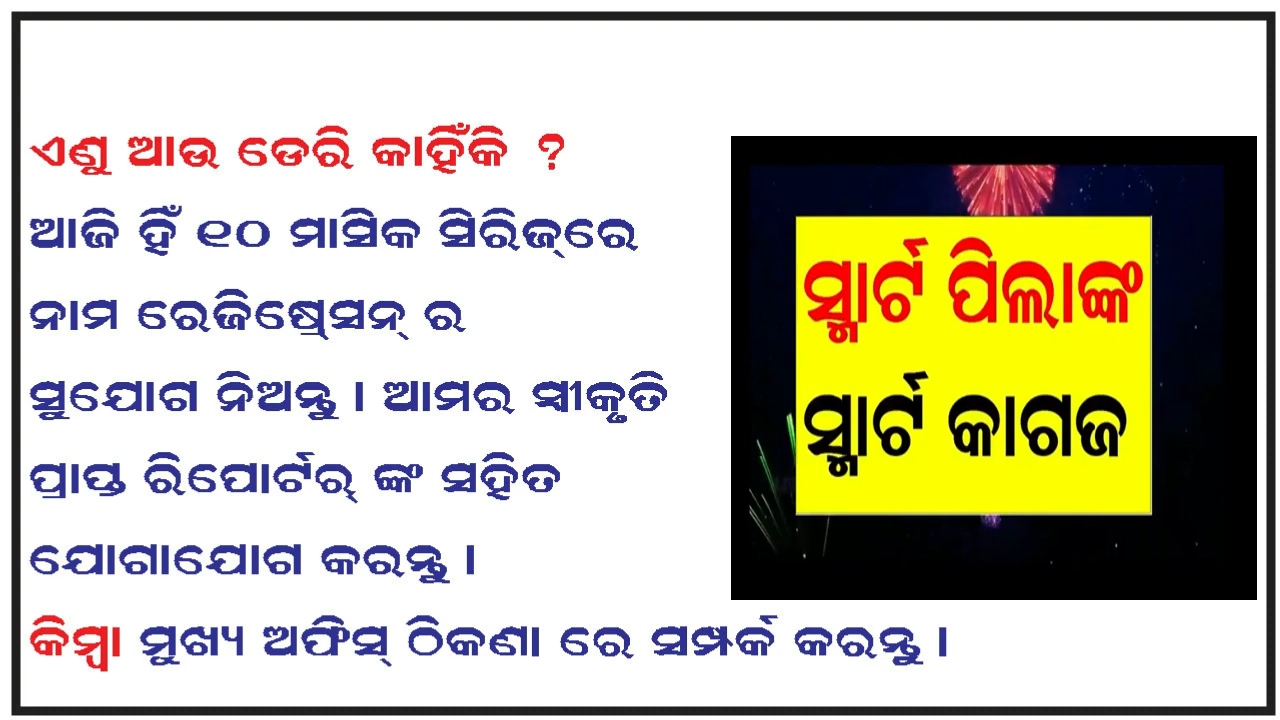 ଏଣୁ ଆଉ ଡେରି କାହିଁକି ?
ଆଜି ହିଁ ୧୦ ମାସିକ ସିରିଜ୍‌ରେ
ନାମ ରେଜିଷ୍ଟ୍ରେସନ୍ ର
ସୁଯୋଗ ନିଅନ୍ତୁ । ଆମର ସ୍ୱୀକୃତି
ପ୍ରାପ୍ତ ରିପୋର୍ଟର୍ ଙ୍କ ସହିତ
ଯୋଗାଯୋଗ କରନ୍ତୁ ।
କିମ୍ବା ମୁଖ୍ୟ ଅଫିସ୍ ଠିକଣା ରେ ସମ୍ପର୍କ କରନ୍ତୁ ।
ସ୍ମାର୍ଟ ପିଲାଙ୍କ
ସ୍ମାର୍ଟ କାଗଜ